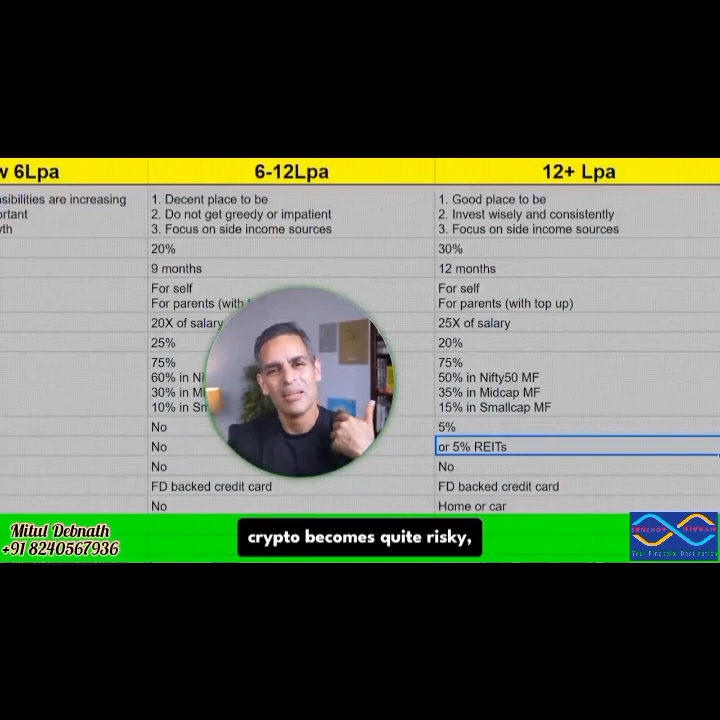 w 6Lpa
6-12Lpa
12+ Lpa
sibilities are increasing
ortant
th
1. Decent place to be
2. Do not get greedy or impatient
3. Focus on side income sources
1. Good place to be
2. Invest wisely and consistently
3. Focus on side income sources
20%
30%
9 months
12 months
For self
For parents (with
For self
For parents (with top up)
20X of salary
25X of salary
25%
20%
75%
60% in Ni
30% in Mi
10% in Sm
75%
50% in Nifty50 MF
35% in Midcap MF
15% in Smallcap MF
No
5%
No
or 5% REITs
No
No
FD backed credit card
FD backed credit card
No
Home or car
Mitul Debnath
+91 8240567936
crypto becomes quite risky,
Your Financial Destination